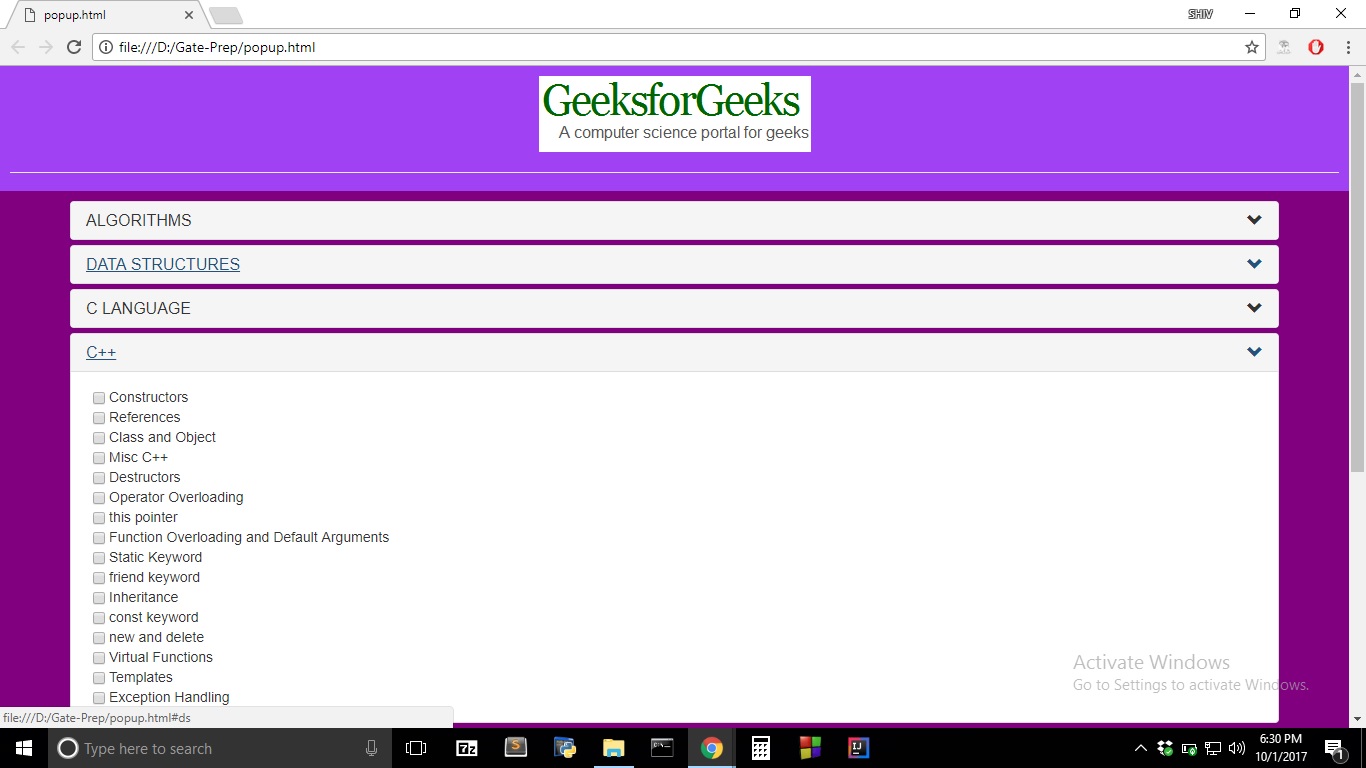 popup.html
SHIV
file:///D:/Gate-Prep/popup.html
GeeksforGeeks
A computer science portal for geeks
ALGORITHMS
DATA STRUCTURES
C LANGUAGE
C++
Constructors
References
Class and Object
Misc C++
Destructors
Operator Overloading
this pointer
Function Overloading and Default Arguments
Static Keyword
friend keyword
Inheritance
const keyword
new and delete
Virtual Functions
Templates
Exception Handling
Activate Windows
Go to Settings to activate Windows.
file:///D:/Gate-Prep/popup.html#ds
Type here to search
7z
S
C:\.
IJ
6:30 PM
10/1/2017
1